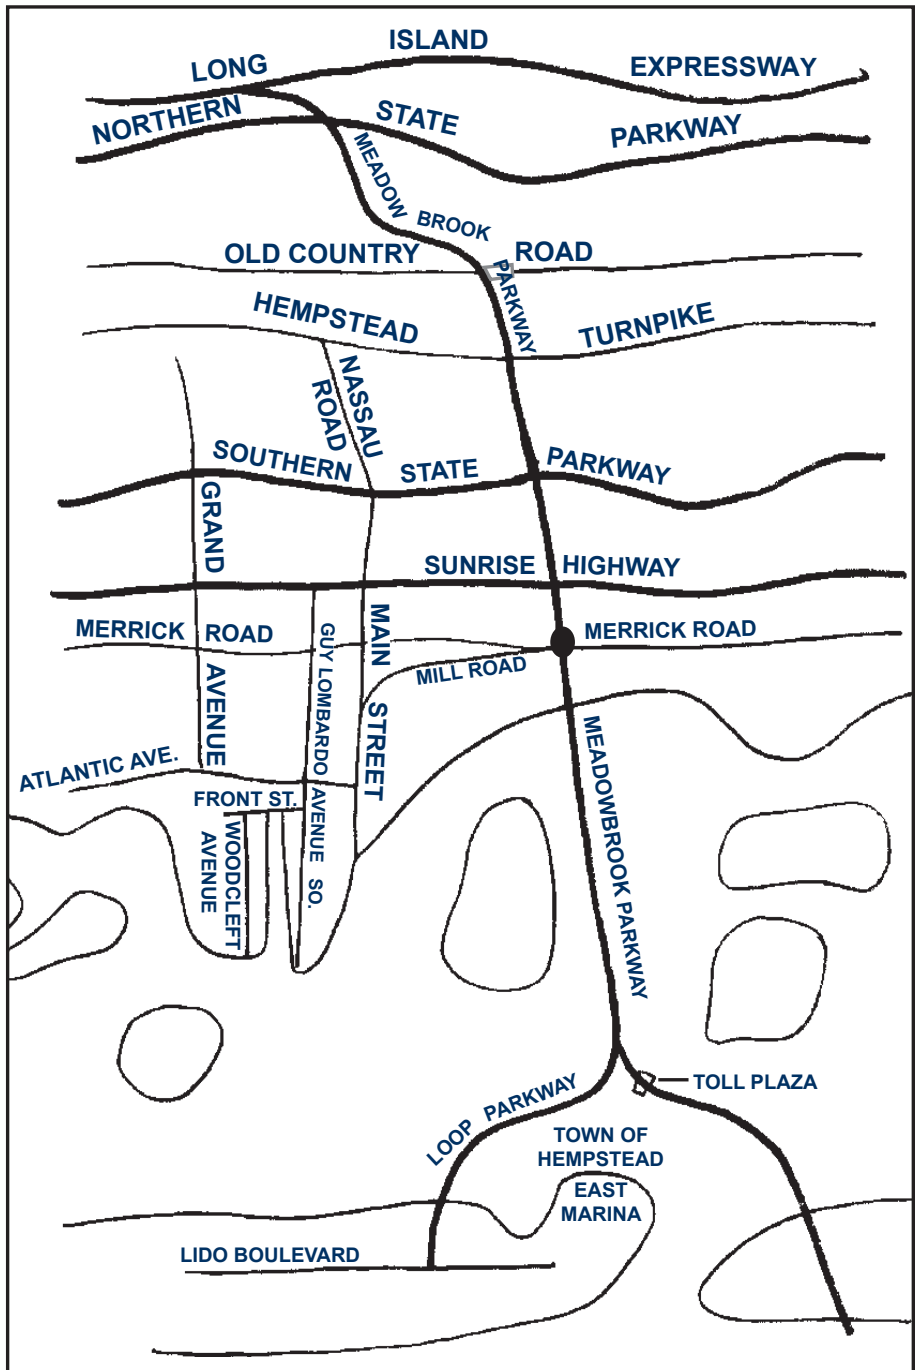 LONG ISLAND EXPRESSWAY
NORTHERN STATE PARKWAY
MEADOW BROOK PARKWAY
OLD COUNTRY ROAD
HEMPSTEAD TURNPIKE
NASSAU ROAD
SOUTHERN STATE PARKWAY
GRAND AVENUE
SUNRISE HIGHWAY
MERRICK ROAD
MERRICK ROAD
GUY LOMBARDO AVENUE SO.
MAIN STREET
MILL ROAD
ATLANTIC AVE.
FRONT ST.
WOODCLEFT
AVENUE
MEADOWBROOK PARKWAY
TOLL PLAZA
LOOP PARKWAY
TOWN OF
HEMPSTEAD
EAST
MARINA
LIDO BOULEVARD